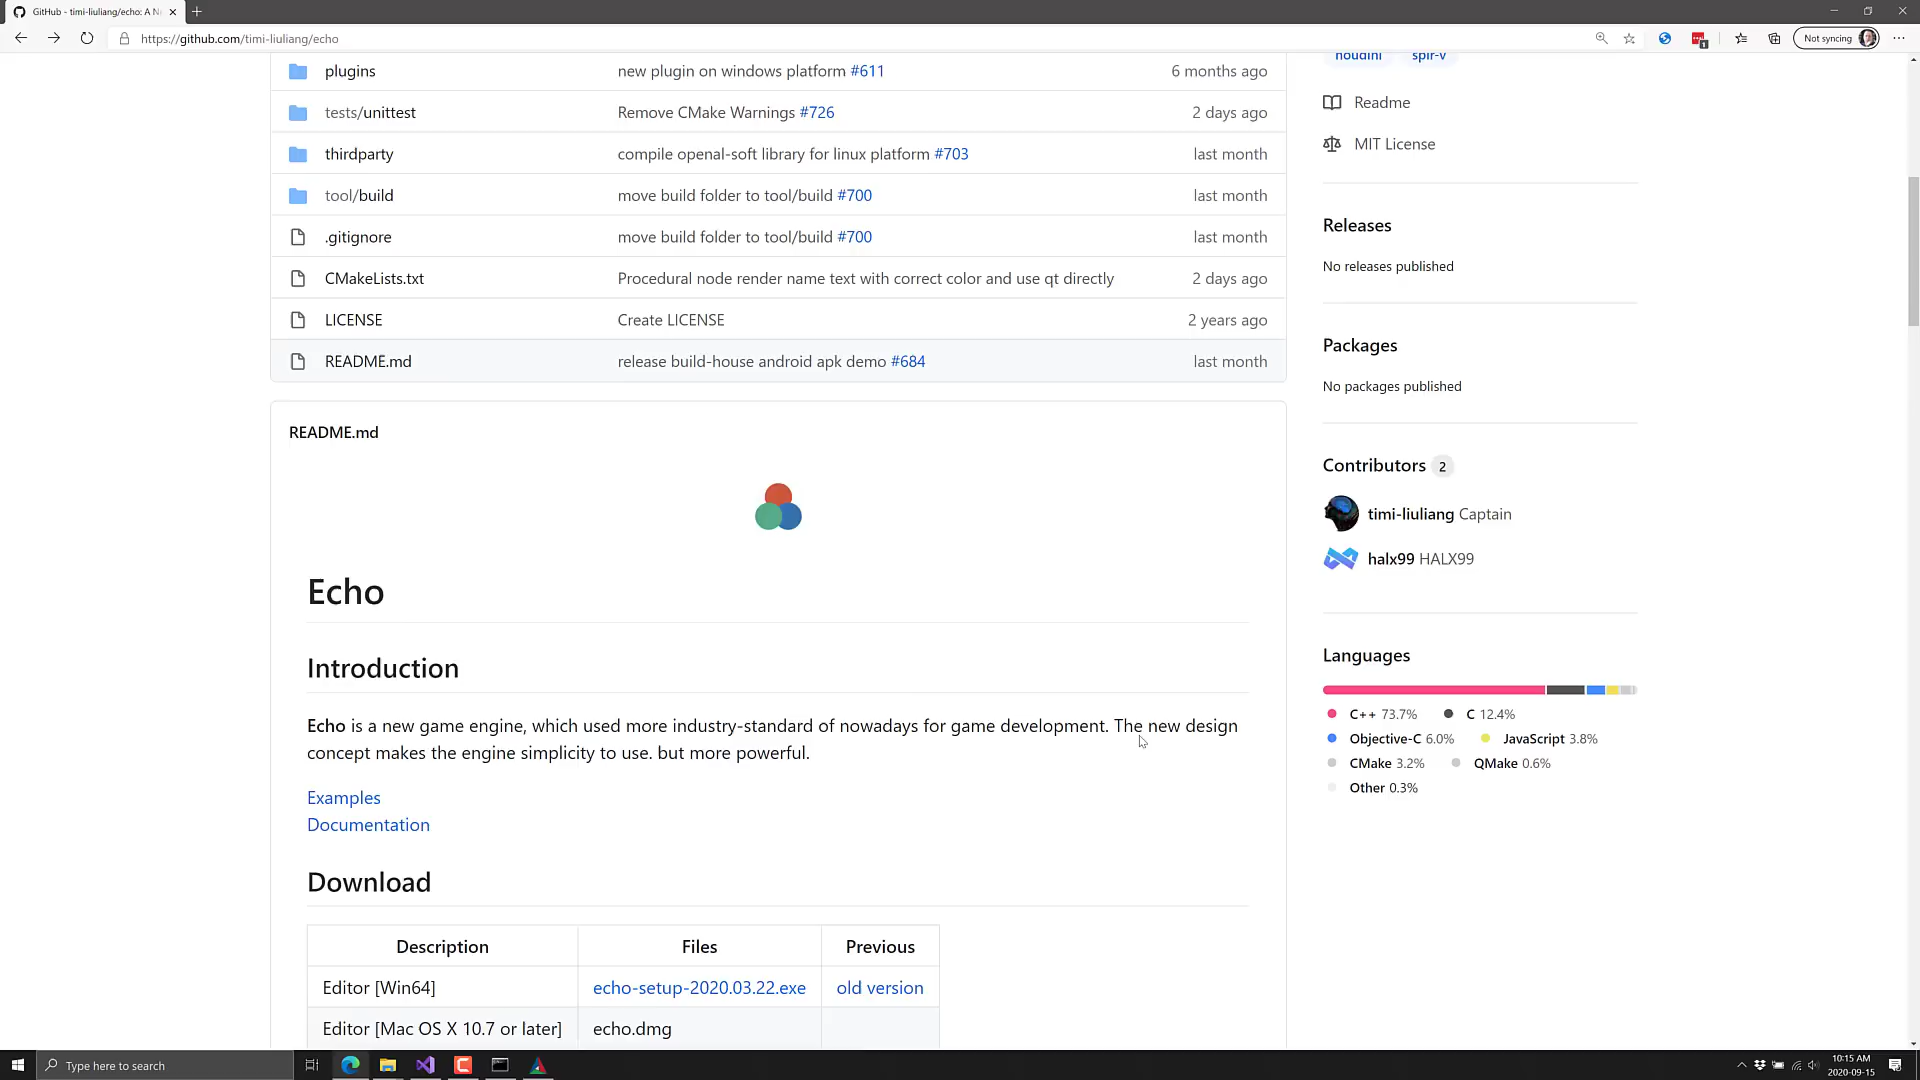 GitHub - timi-liuliang/echo: A N
https://github.com/timi-liuliang/echo
Not syncing
1
plugins new plugin on windows platform #611 6 months ago
tests/unittest Remove CMake Warnings #726 2 days ago
thirdparty compile openal-soft library for linux platform #703 last month
tool/build move build folder to tool/build #700 last month
.gitignore move build folder to tool/build #700 last month
CMakeLists.txt Procedural node render name text with correct color and use qt directly 2 days ago
LICENSE Create LICENSE 2 years ago
README.md release build-house android apk demo #684 last month
README.md
Echo
Introduction
Echo is a new game engine, which used more industry-standard of nowadays for game development. The new design
concept makes the engine simplicity to use. but more powerful.
Examples
Documentation
Download
Description Files Previous
Editor [Win64] echo-setup-2020.03.22.exe old version
Editor [Mac OS X 10.7 or later] echo.dmg
houdini spir-v
Readme
MIT License
Releases
No releases published
Packages
No packages published
Contributors 2
timi-liuliang Captain
halx99 HALX99
Languages
C++ 73.7% C 12.4%
Objective-C 6.0% JavaScript 3.8%
CMake 3.2% QMake 0.6%
Other 0.3%
Type here to search
10:15 AM
2020-09-15